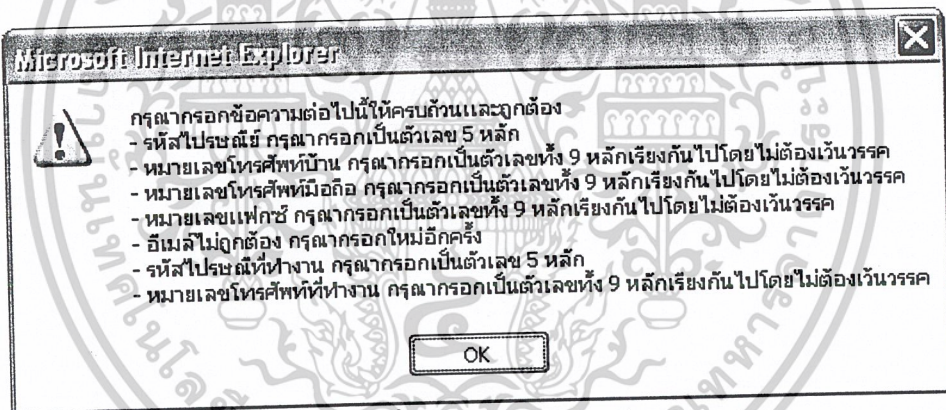 Microsoft Internet Explorer
กรุณากรอกข้อความต่อไปนี้ให้ครบถ้วนและถูกต้อง
- รหัสไปรษณีย์ กรุณากรอกเป็นตัวเลข 5 หลัก
- หมายเลขโทรศัพท์บ้าน กรุณากรอกเป็นตัวเลขทั้ง 9 หลักเรียงกันไปโดยไม่ต้องเว้นวรรค
- หมายเลขโทรศัพท์มือถือ กรุณากรอกเป็นตัวเลขทั้ง 9 หลักเรียงกันไปโดยไม่ต้องเว้นวรรค
- หมายเลขแฟกซ์ กรุณากรอกเป็นตัวเลขทั้ง 9 หลักเรียงกันไปโดยไม่ต้องเว้นวรรค
- อีเมล์ไม่ถูกต้อง กรุณากรอกใหม่อีกครั้ง
- รหัสไปรษณีที่ทำงาน กรุณากรอกเป็นตัวเลข 5 หลัก
- หมายเลขโทรศัพท์ที่ทำงาน กรุณากรอกเป็นตัวเลขทั้ง 9 หลักเรียงกันไปโดยไม่ต้องเว้นวรรค
OK